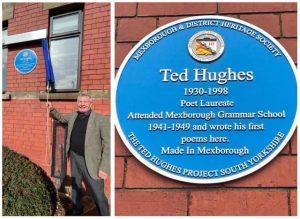 MEXBOROUGH & DISTRICT HERITAGE SOCIETY
Ted Hughes
1930-1998
Poet Laureate
Attended Mexborough Grammar School
1941-1949 and wrote his first
poems here.
Made in Mexborough
THE TED HUGHES PROJECT SOUTH YORKSHIRE